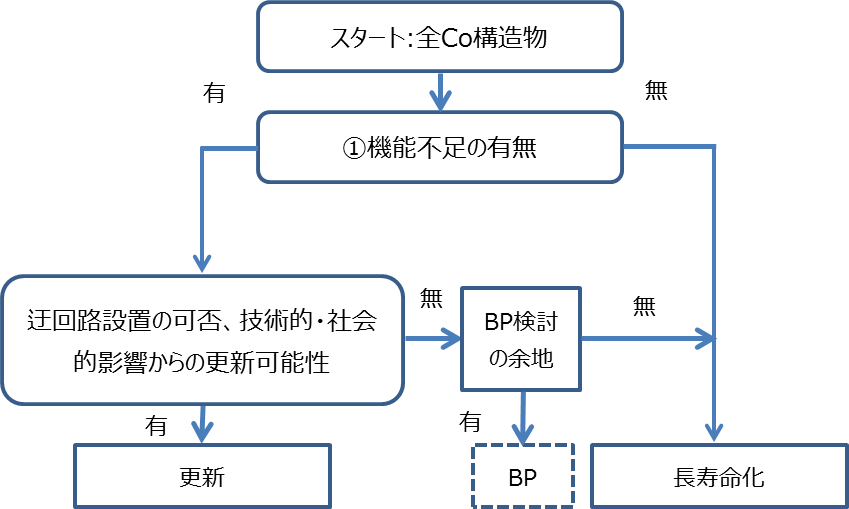 スタート:全Co構造物
有
無
①機能不足の有無
迂回路設置の可否、技術的・社会
的影響からの更新可能性
無
BP検討
の余地
無
有
有
更新
BP
長寿命化